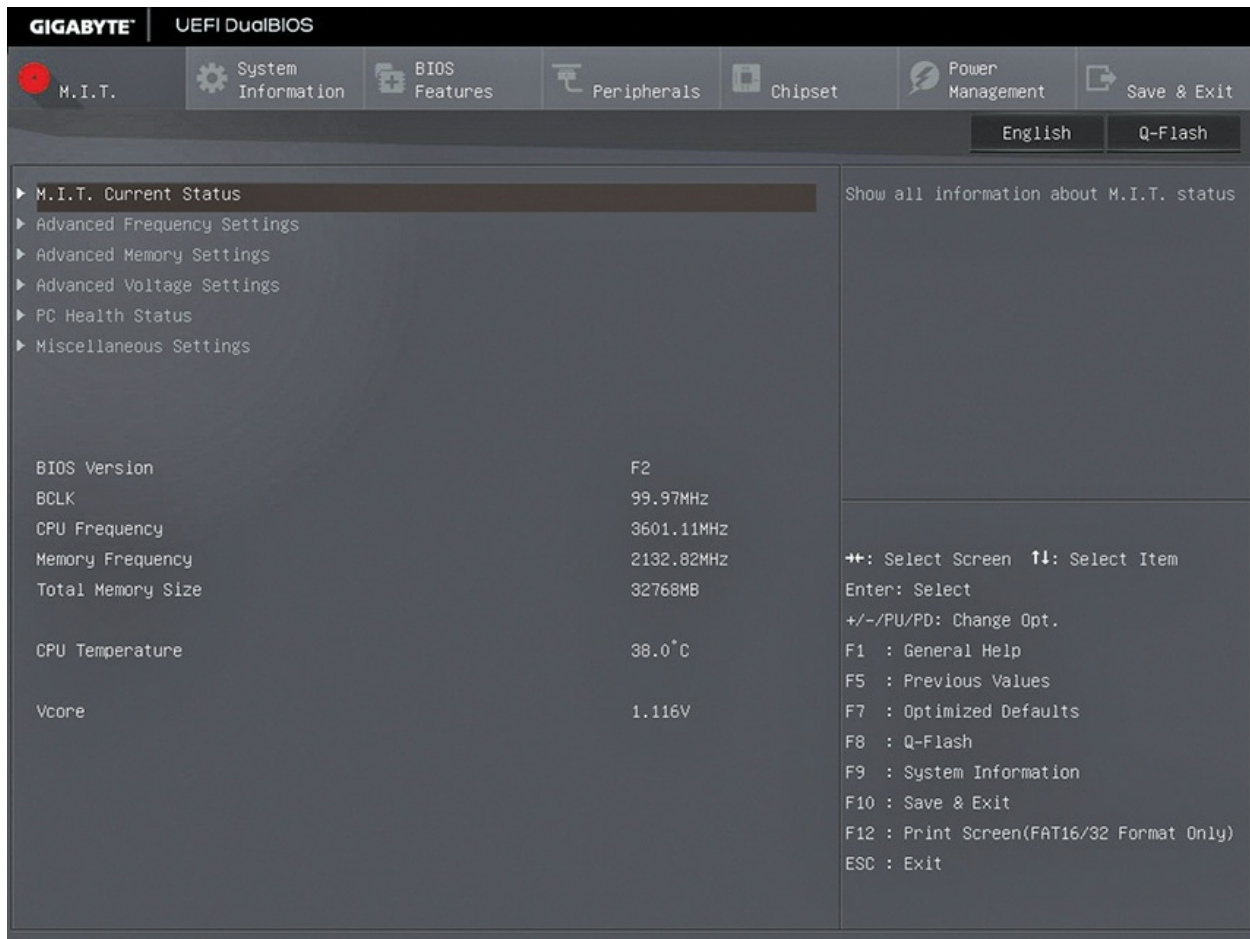 GIGABYTE™ UEFI DualBIOS
M.I.T.
System
Information
BIOS
Features
Peripherals
Chipset
Power
Management
Save & Exit
English
Q-Flash
M.I.T. Current Status
Advanced Frequency Settings
Advanced Memory Settings
Advanced Voltage Settings
PC Health Status
Miscellaneous Settings
BIOS Version F2
BCLK 99.97MHz
CPU Frequency 3601.11MHz
Memory Frequency 2132.82MHz
Total Memory Size 32768MB
CPU Temperature 38.0°C
Vcore 1.116V
Show all information about M.I.T. status
→←: Select Screen ↑↓: Select Item
Enter: Select
+/-/PU/PD: Change Opt.
F1 : General Help
F5 : Previous Values
F7 : Optimized Defaults
F8 : Q-Flash
F9 : System Information
F10 : Save & Exit
F12 : Print Screen(FAT16/32 Format Only)
ESC : Exit